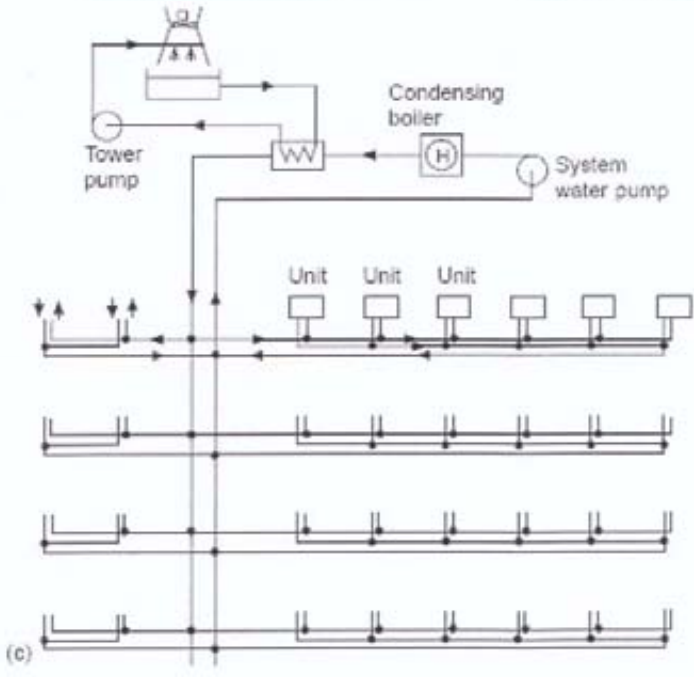 Condensing
boiler
H
Tower
pump
System
water pump
Unit Unit Unit
(c)